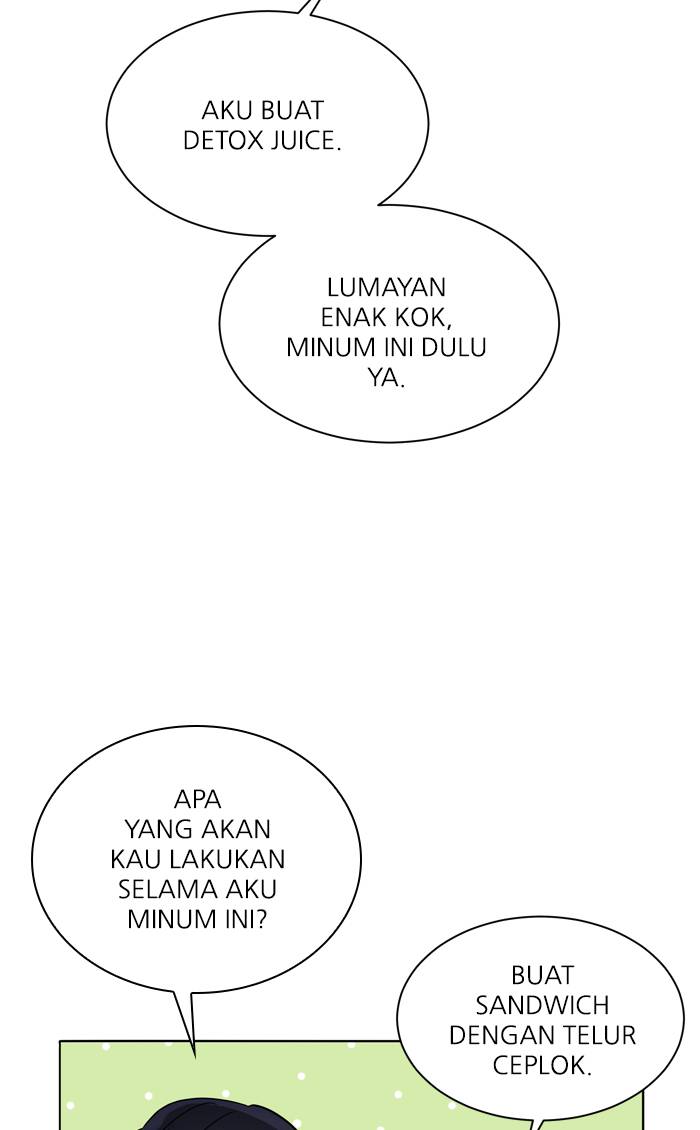 AKU BUAT
DETOX JUICE.
LUMAYAN
ENAK KOK,
MINUM INI DULU
YA.
APA
YANG AKAN
KAU LAKUKAN
SELAMA AKU
MINUM INI?
BUAT
SANDWICH
DENGAN TELUR
CEPLOK.